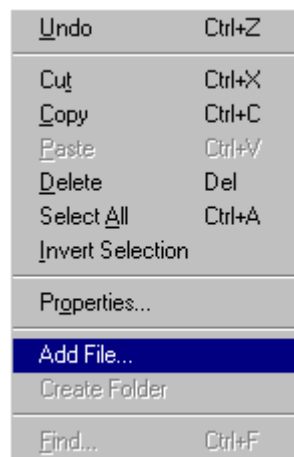 Undo Ctrl+Z
Cut Ctrl+X
Copy Ctrl+C
Paste Ctrl+V
Delete Del
Select All Ctrl+A
Invert Selection
Properties...
Add File...
Create Folder
Find... Ctrl+F